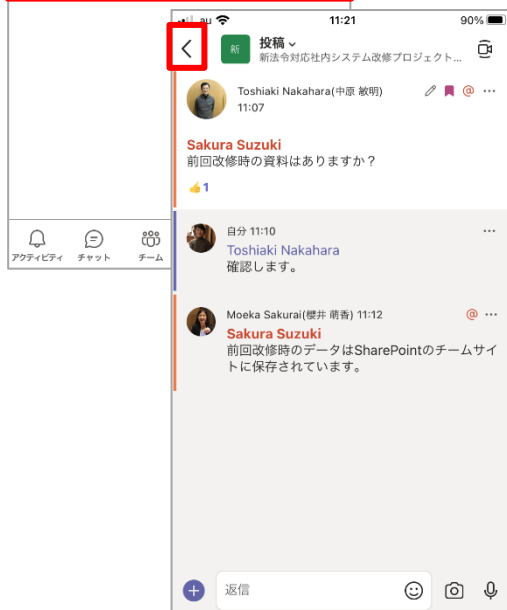 au 11:21 90%
新 投稿
新法令対応社内システム改修プロジェクト...
Toshiaki Nakahara(中原 敏明)
11:07
Sakura Suzuki
前回改修時の資料はありますか？
👍1
自分 11:10
Toshiaki Nakahara
確認します。
Moeka Sakurai(櫻井 萌香) 11:12
Sakura Suzuki
前回改修時のデータはSharePointのチームサイ
トに保存されています。
返信
アクティビティ チャット チーム